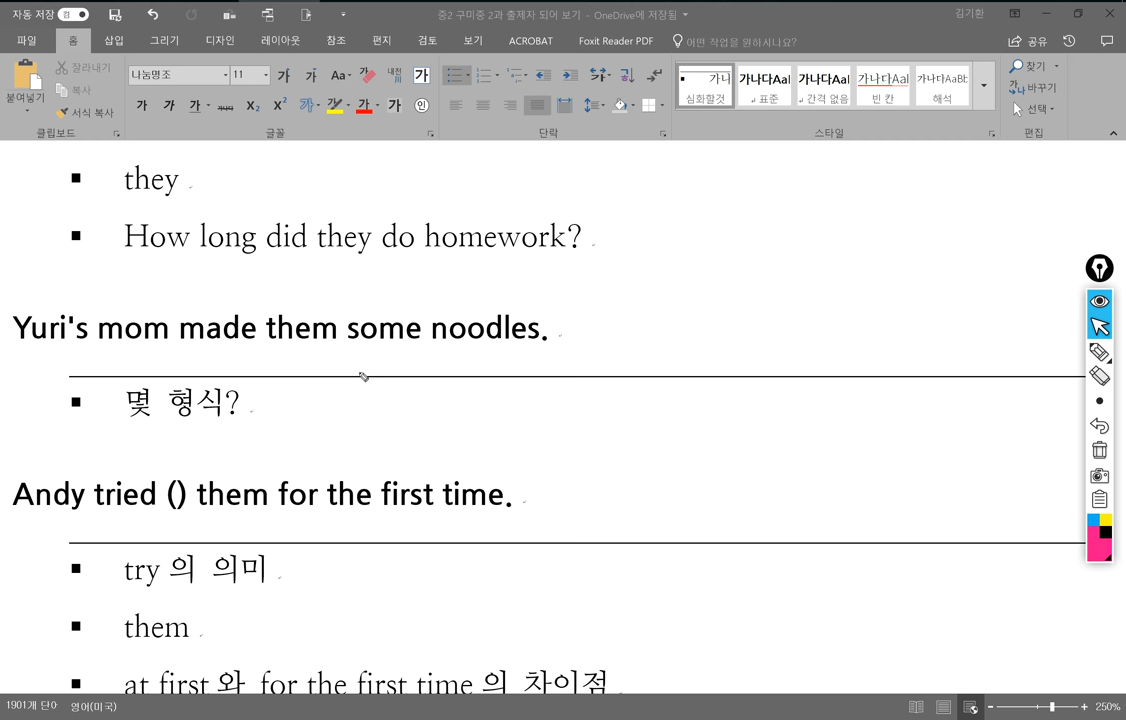 자동 저장 컴 중2 구미중 2과 출제자 되어 보기 - OneDrive에 저장됨 김기환
파일 홈 삽입 그리기 디자인 레이아웃 참조 편지 검토 보기 ACROBAT Foxit Reader PDF 어떤 작업을 원하시나요? 공유
붙여넣기 잘라내기 복사 서식 복사
나눔명조 11
가나 가나다AaI 가나다AaI 가나다AaI 가나다AaBb
심화할것 표준 간격 없음 빈 칸 해석
찾기 바꾸기 선택
클립보드 글꼴 단락 스타일 편집
they
How long did they do homework?
Yuri's mom made them some noodles.
몇 형식?
Andy tried () them for the first time.
try 의 의미
them
at first 와 for the first time 의 차이점
1901개 단어 영어(미국) 250%